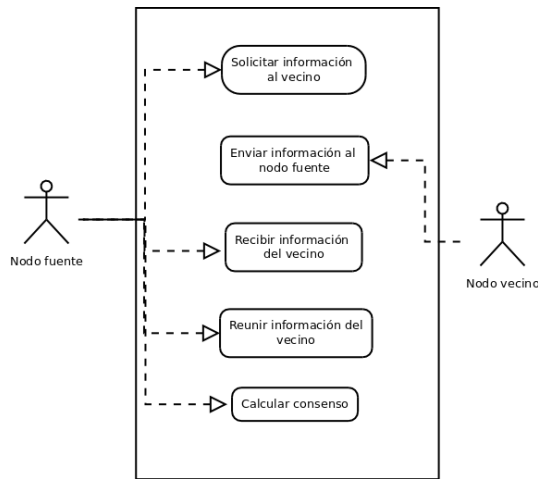 Solicitar información
al vecino
Enviar información al
nodo fuente
Nodo fuente
Recibir información
del vecino
Nodo vecino
Reunir información del
vecino
Calcular consenso